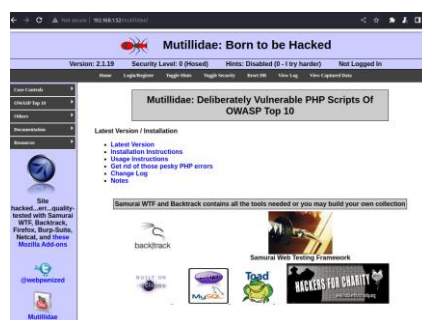 Not secure | 192.168.1.52/mutillidae/
Mutillidae: Born to be Hacked
Version: 2.1.19 Security Level: 0 (Hosed) Hints: Disabled (0 - I try harder) Not Logged In
Home Login/Register Toggle Hints Toggle Security Reset DB View Log View Captured Data
Core Controls
OWASP Top 10
Others
Documentation
Resources
Mutillidae: Deliberately Vulnerable PHP Scripts Of
OWASP Top 10
Latest Version / Installation
Latest Version
Installation Instructions
Usage Instructions
Get rid of those pesky PHP errors
Change Log
Notes
Site
hacked...err...quality-
tested with Samurai
WTF, Backtrack,
Firefox, Burp-Suite,
Netcat, and these
Mozilla Add-ons
@webpwnized
Mutillidae
Samurai WTF and Backtrack contains all the tools needed or you may build your own collection
backtrack
Samurai Web Testing Framework
BUILT ON
MySQL
Toad
HACKERS FOR CHARITY